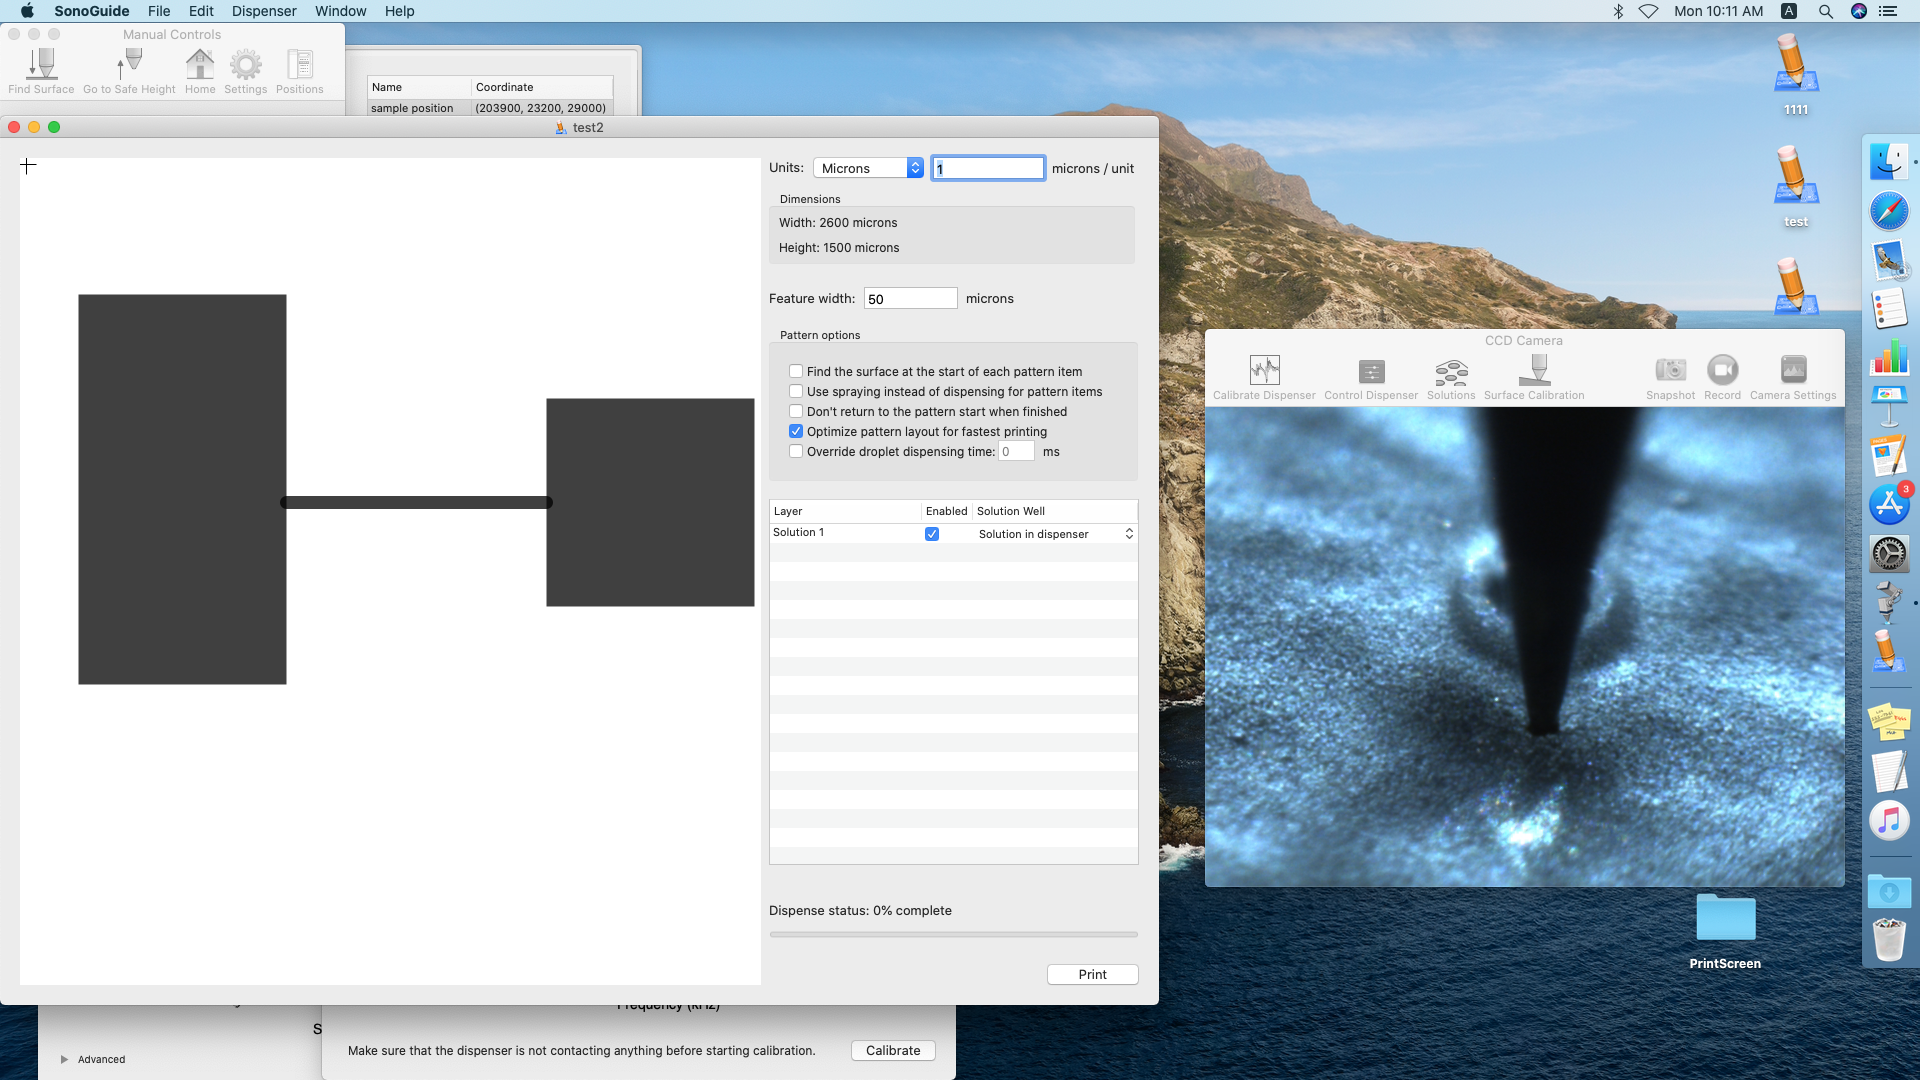 SonoGuide File Edit Dispenser Window Help
Mon 10:11 AM A
Manual Controls
Find Surface Go to Safe Height Home Settings Positions
Name Coordinate
sample position (203900, 23200, 29000)
test2
Units: Microns 1 microns / unit
Dimensions
Width: 2600 microns
Height: 1500 microns
Feature width: 50 microns
Pattern options
Find the surface at the start of each pattern item
Use spraying instead of dispensing for pattern items
Don't return to the pattern start when finished
Optimize pattern layout for fastest printing
Override droplet dispensing time: 0 ms
Layer Enabled Solution Well
Solution 1 Solution in dispenser
Dispense status: 0% complete
Print
Frequency (kHz)
S
Make sure that the dispenser is not contacting anything before starting calibration. Calibrate
Advanced
1111
test
CCD Camera
Calibrate Dispenser Control Dispenser Solutions Surface Calibration Snapshot Record Camera Settings
PrintScreen
3